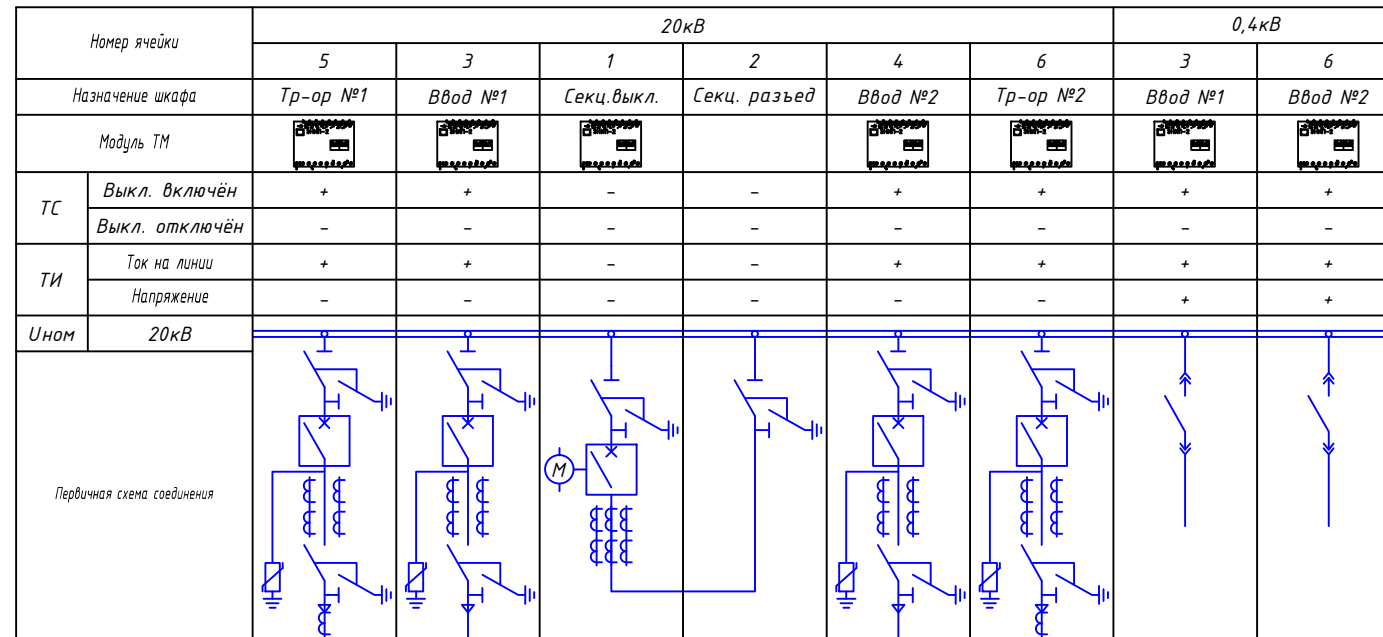 Номер ячейки 20кВ 0,4кВ
5 3 1 2 4 6 3 6
Назначение шкафа Тр-ор №1 Ввод №1 Секц.выкл. Секц. разъед Ввод №2 Тр-ор №2 Ввод №1 Ввод №2
Модуль ТМ
ТС Выкл. включён + + - - + + + +
Выкл. отключён - - - - - - - -
ТИ Ток на линии + + - - + + + +
Напряжение - - - - - - + +
Uном 20кВ
Первичная схема соединения
М